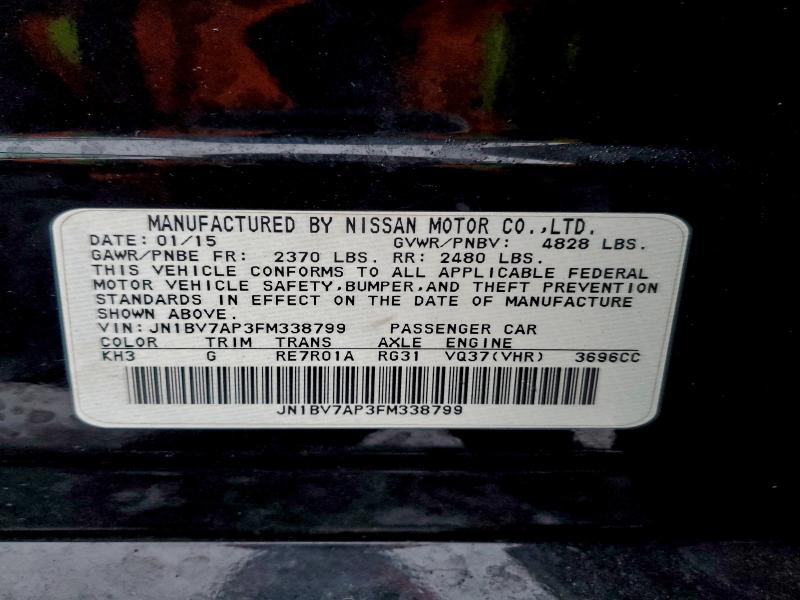 MANUFACTURED BY NISSAN MOTOR CO.,LTD.
DATE: 01/15 GVWR/PNBV: 4828 LBS.
GAWR/PNBE FR: 2370 LBS. RR: 2480 LBS.
THIS VEHICLE CONFORMS TO ALL APPLICABLE FEDERAL
MOTOR VEHICLE SAFETY,BUMPER,AND THEFT PREVENTION
STANDARDS IN EFFECT ON THE DATE OF MANUFACTURE
SHOWN ABOVE.
VIN: JN1BV7AP3FM338799 PASSENGER CAR
COLOR TRIM TRANS AXLE ENGINE
KH3 G RE7R01A RG31 VQ37(VHR) 3696CC
JN1BV7AP3FM338799